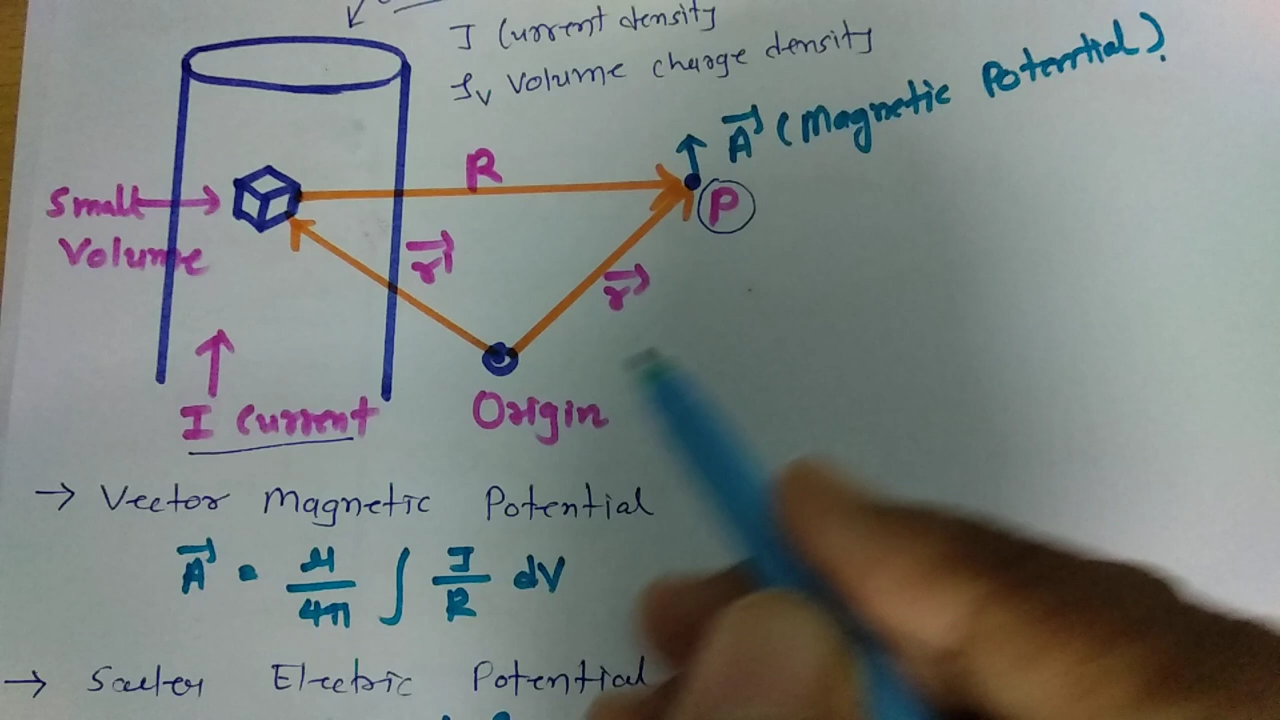 J Current density
ρv Volume charge density
A⃗ (Magnetic Potential)?
R
P
Small
Volume
r⃗'
r⃗
I Current
Origin
→ Vector Magnetic Potential
A⃗ = μ/4π ∫ J/R dV
→ Scaler Electric Potential